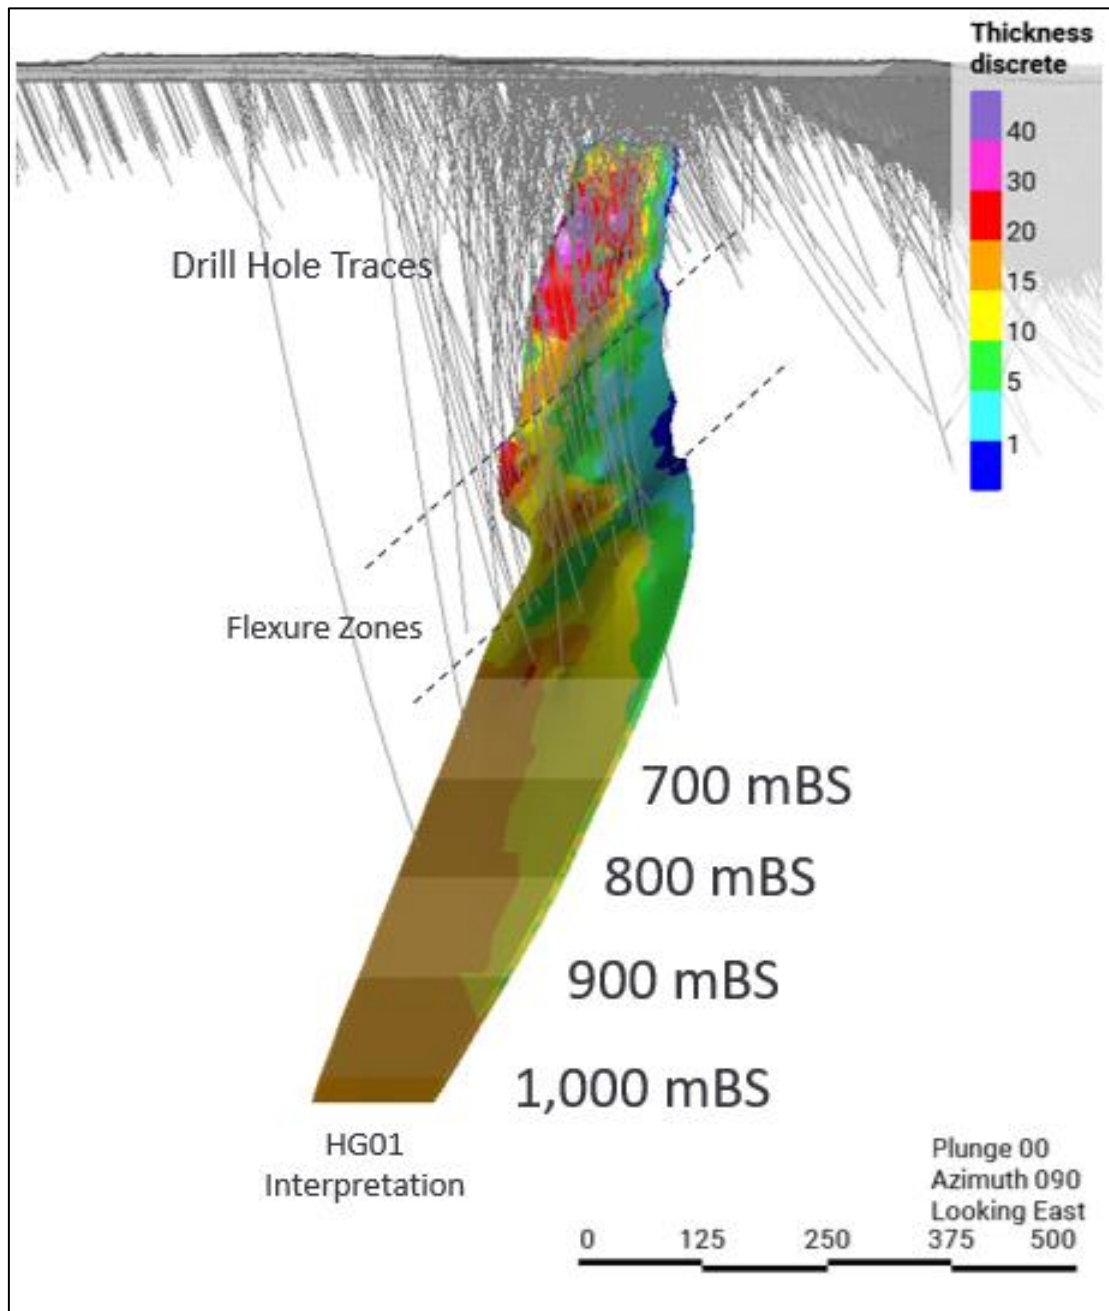 Thickness
discrete
40
30
20
15
10
5
1
Drill Hole Traces
Flexure Zones
700 mBS
800 mBS
900 mBS
1,000 mBS
HG01
Interpretation
Plunge 00
Azimuth 090
Looking East
0 125 250 375 500